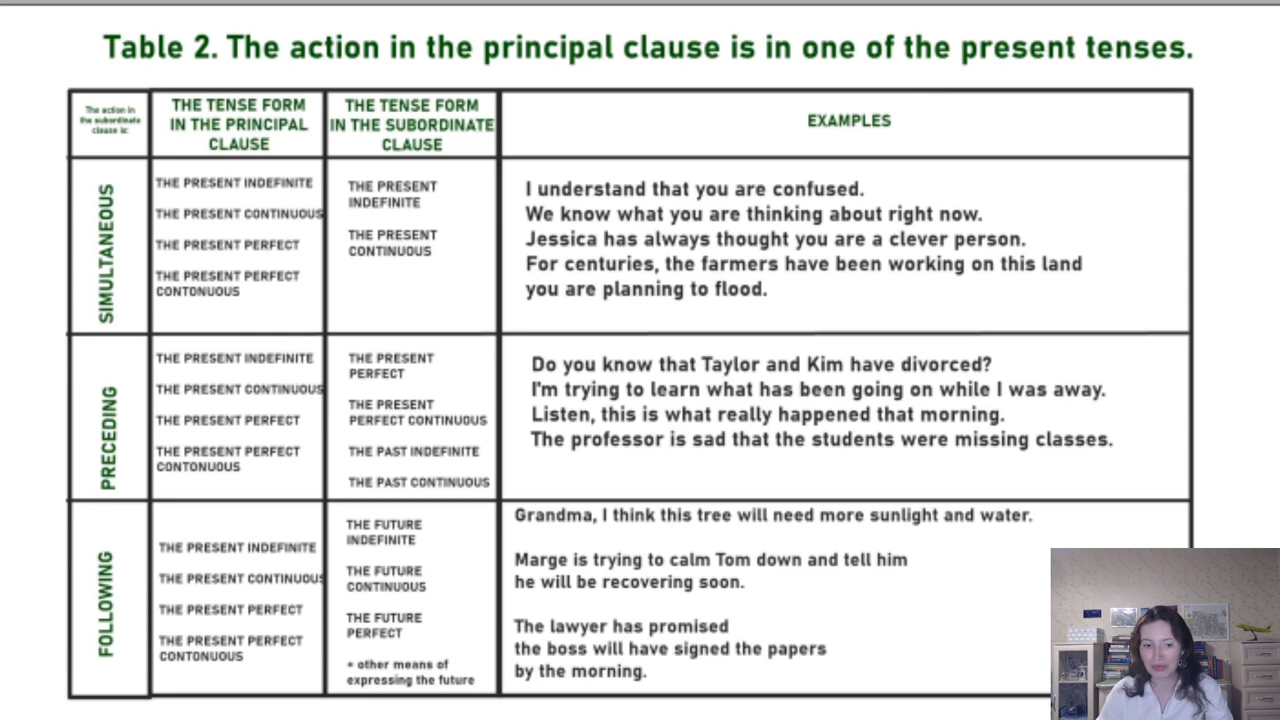 Table 2. The action in the principal clause is in one of the present tenses.
The action in
the subordinate
clause is:
THE TENSE FORM
IN THE PRINCIPAL
CLAUSE
THE TENSE FORM
IN THE SUBORDINATE
CLAUSE
EXAMPLES
SIMULTANEOUS
THE PRESENT INDEFINITE
THE PRESENT CONTINUOUS
THE PRESENT PERFECT
THE PRESENT PERFECT
CONTONUOUS
THE PRESENT
INDEFINITE
THE PRESENT
CONTINUOUS
I understand that you are confused.
We know what you are thinking about right now.
Jessica has always thought you are a clever person.
For centuries, the farmers have been working on this land
you are planning to flood.
PRECEDING
THE PRESENT INDEFINITE
THE PRESENT CONTINUOUS
THE PRESENT PERFECT
THE PRESENT PERFECT
CONTONUOUS
THE PRESENT
PERFECT
THE PRESENT
PERFECT CONTINUOUS
THE PAST INDEFINITE
THE PAST CONTINUOUS
Do you know that Taylor and Kim have divorced?
I'm trying to learn what has been going on while I was away.
Listen, this is what really happened that morning.
The professor is sad that the students were missing classes.
FOLLOWING
THE PRESENT INDEFINITE
THE PRESENT CONTINUOUS
THE PRESENT PERFECT
THE PRESENT PERFECT
CONTONUOUS
THE FUTURE
INDEFINITE
THE FUTURE
CONTINUOUS
THE FUTURE
PERFECT
+ other means of
expressing the future
Grandma, I think this tree will need more sunlight and water.
Marge is trying to calm Tom down and tell him
he will be recovering soon.
The lawyer has promised
the boss will have signed the papers
by the morning.